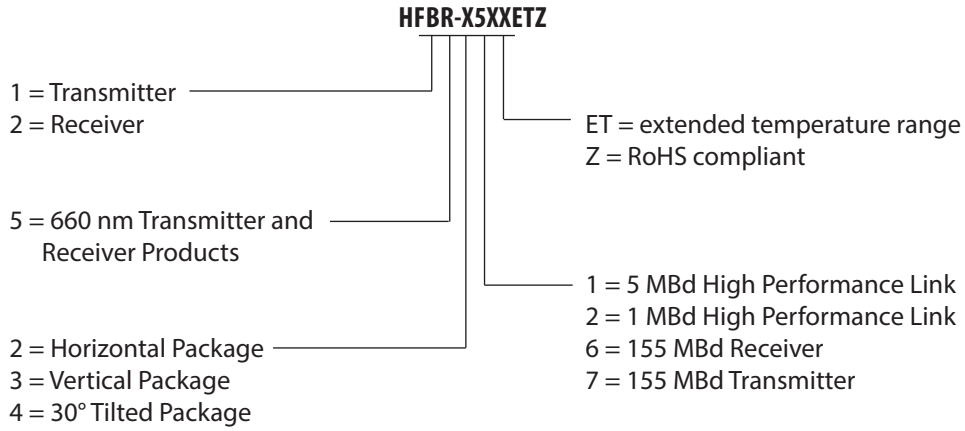 HFBR-X5XXETZ
1 = Transmitter
2 = Receiver
ET = extended temperature range
Z = RoHS compliant
5 = 660 nm Transmitter and
Receiver Products
1 = 5 MBd High Performance Link
2 = 1 MBd High Performance Link
6 = 155 MBd Receiver
7 = 155 MBd Transmitter
2 = Horizontal Package
3 = Vertical Package
4 = 30° Tilted Package